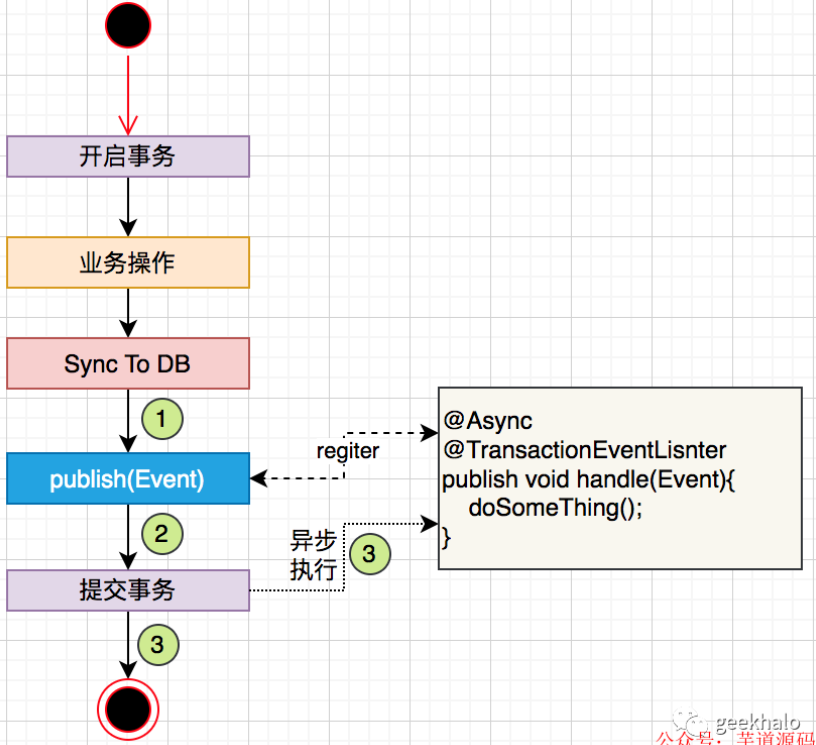 开启事务
业务操作
Sync To DB
1
publish(Event)
regiter
@Async
@TransactionEventLisnter
publish void handle(Event){
doSomeThing();
}
2
异步
执行
3
提交事务
3
geekhalo
公众号：芋道源码